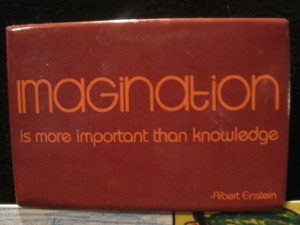 ImaGInatIon
is more important than knowledge
-Albert Einstein